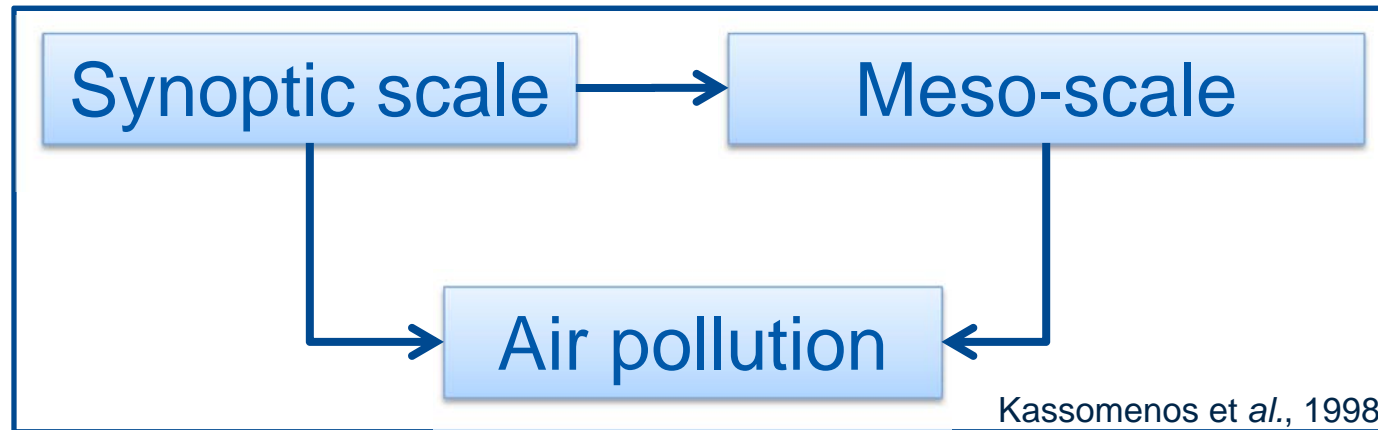 Synoptic scale
Meso-scale
Air pollution
Kassomenos et al., 1998